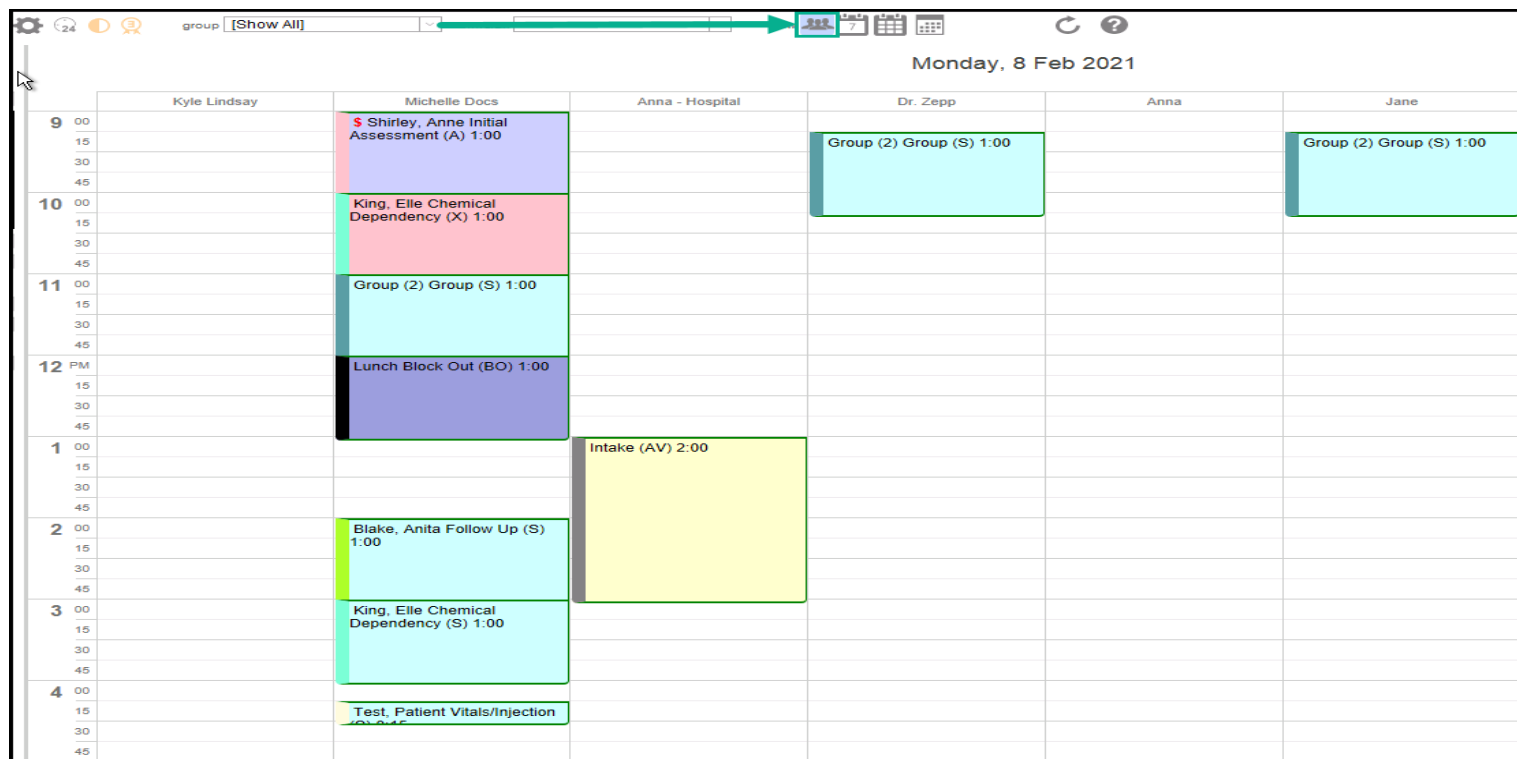 24 3 group [Show All] 7
Monday, 8 Feb 2021
Kyle Lindsay Michelle Docs Anna - Hospital Dr. Zepp Anna Jane
9 00 $ Shirley, Anne Initial
Assessment (A) 1:00
15 Group (2) Group (S) 1:00 Group (2) Group (S) 1:00
30
45
10 00 King, Elle Chemical
Dependency (X) 1:00
15
30
45
11 00 Group (2) Group (S) 1:00
15
30
45
12 PM Lunch Block Out (BO) 1:00
15
30
45
1 00 Intake (AV) 2:00
15
30
45
2 00 Blake, Anita Follow Up (S)
1:00
15
30
45
3 00 King, Elle Chemical
Dependency (S) 1:00
15
30
45
4 00
15 Test, Patient Vitals/Injection
30
45